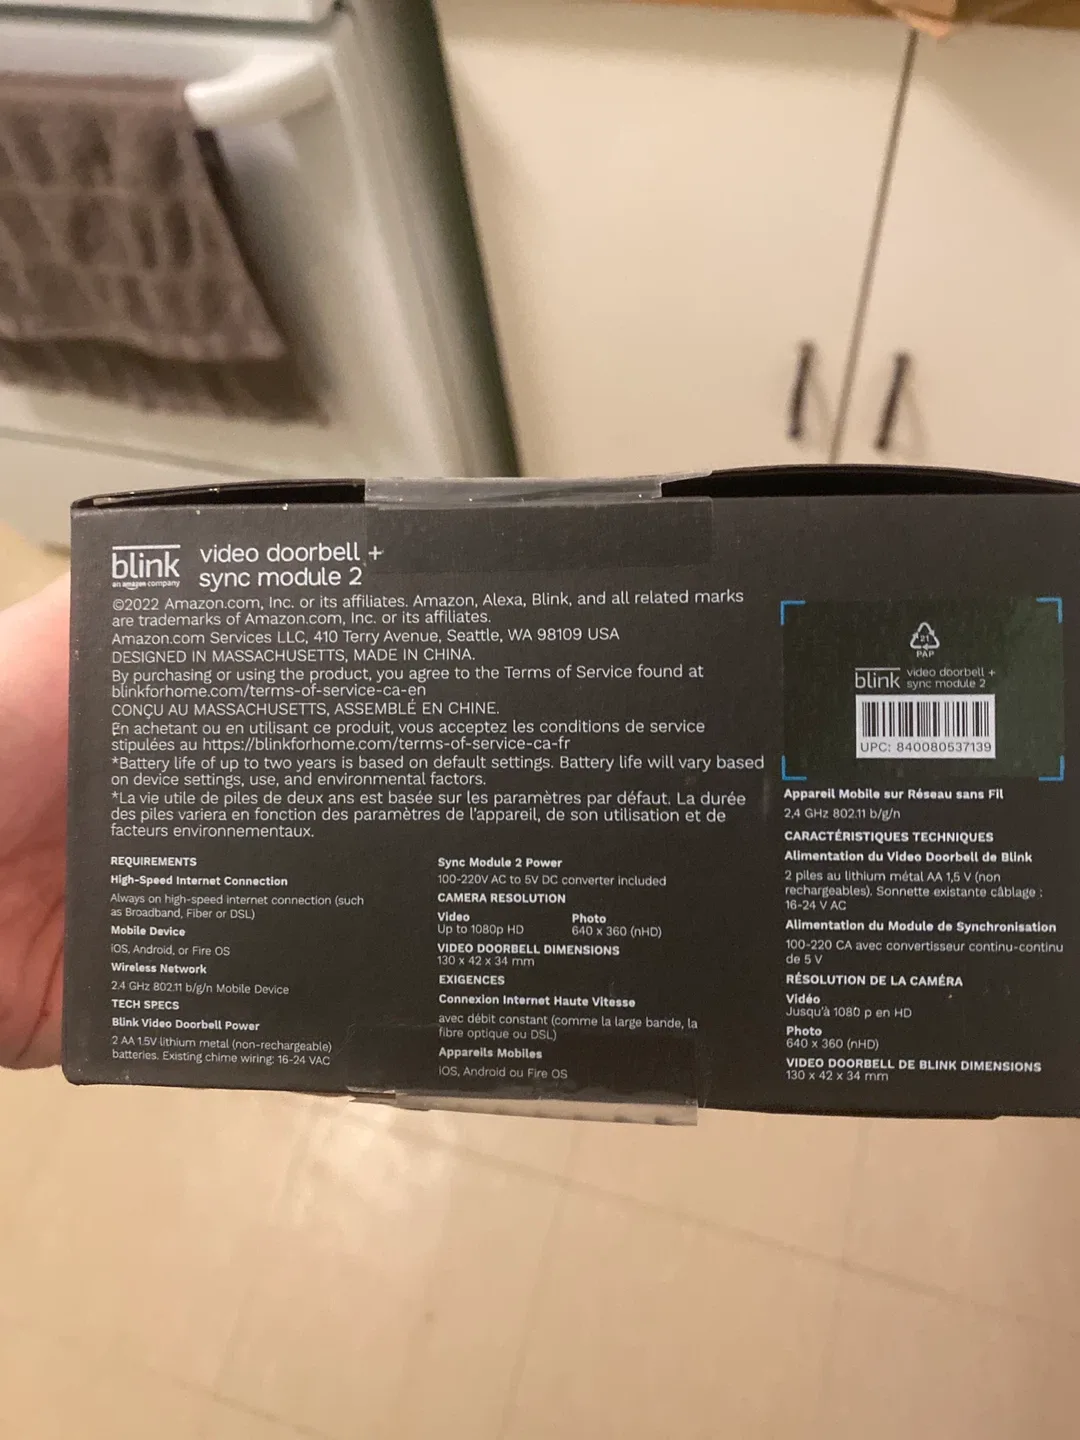 blink
an amazon company
video doorbell +
sync module 2
©2022 Amazon.com, Inc. or its affiliates. Amazon, Alexa, Blink, and all related marks
are trademarks of Amazon.com, Inc. or its affiliates.
Amazon.com Services LLC, 410 Terry Avenue, Seattle, WA 98109 USA
DESIGNED IN MASSACHUSETTS, MADE IN CHINA.
By purchasing or using the product, you agree to the Terms of Service found at
blinkforhome.com/terms-of-service-ca-en
CONÇU AU MASSACHUSETTS, ASSEMBLÉ EN CHINE.
En achetant ou en utilisant ce produit, vous acceptez les conditions de service
stipulées au https://blinkforhome.com/terms-of-service-ca-fr
*Battery life of up to two years is based on default settings. Battery life will vary based
on device settings, use, and environmental factors.
*La vie utile de piles de deux ans est basée sur les paramètres par défaut. La durée
des piles variera en fonction des paramètres de l'appareil, de son utilisation et de
facteurs environnementaux.
REQUIREMENTS
High-Speed Internet Connection
Always on high-speed internet connection (such
as Broadband, Fiber or DSL)
Mobile Device
iOS, Android, or Fire OS
Wireless Network
2.4 GHz 802.11 b/g/n Mobile Device
TECH SPECS
Blink Video Doorbell Power
2 AA 1.5V lithium metal (non-rechargeable)
batteries. Existing chime wiring: 16-24 VAC
Sync Module 2 Power
100-220V AC to 5V DC converter included
CAMERA RESOLUTION
Video
Up to 1080p HD
Photo
640 x 360 (nHD)
VIDEO DOORBELL DIMENSIONS
130 x 42 x 34 mm
EXIGENCES
Connexion Internet Haute Vitesse
avec débit constant (comme la large bande, la
fibre optique ou DSL)
Appareils Mobiles
iOS, Android ou Fire OS
21
PAP
blink
video doorbell +
sync module 2
UPC: 840080537139
Appareil Mobile sur Réseau sans Fil
2,4 GHz 802.11 b/g/n
CARACTÉRISTIQUES TECHNIQUES
Alimentation du Video Doorbell de Blink
2 piles au lithium métal AA 1,5 V (non
rechargeables). Sonnette existante câblage :
16-24 V AC
Alimentation du Module de Synchronisation
100-220 CA avec convertisseur continu-continu
de 5 V
RÉSOLUTION DE LA CAMÉRA
Vidéo
Jusqu'à 1080 p en HD
Photo
640 x 360 (nHD)
VIDEO DOORBELL DE BLINK DIMENSIONS
130 x 42 x 34 mm